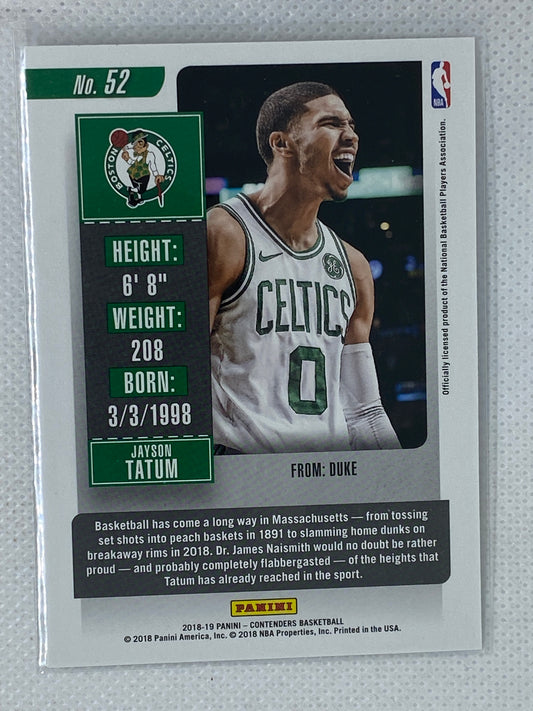 No. 52
BOSTON CELTICS
NBA
HEIGHT:
6' 8"
WEIGHT:
208
BORN:
3/3/1998
JAYSON
TATUM
GE
CELTICS
0
FROM: DUKE
Officially licensed product of the National Basketball Players Association.
Basketball has come a long way in Massachusetts — from tossing
set shots into peach baskets in 1891 to slamming home dunks on
breakaway rims in 2018. Dr. James Naismith would no doubt be rather
proud — and probably completely flabbergasted — of the heights that
Tatum has already reached in the sport.
PANINI
2018-19 PANINI – CONTENDERS BASKETBALL
© 2018 Panini America, Inc. © 2018 NBA Properties, Inc. Printed in the USA.